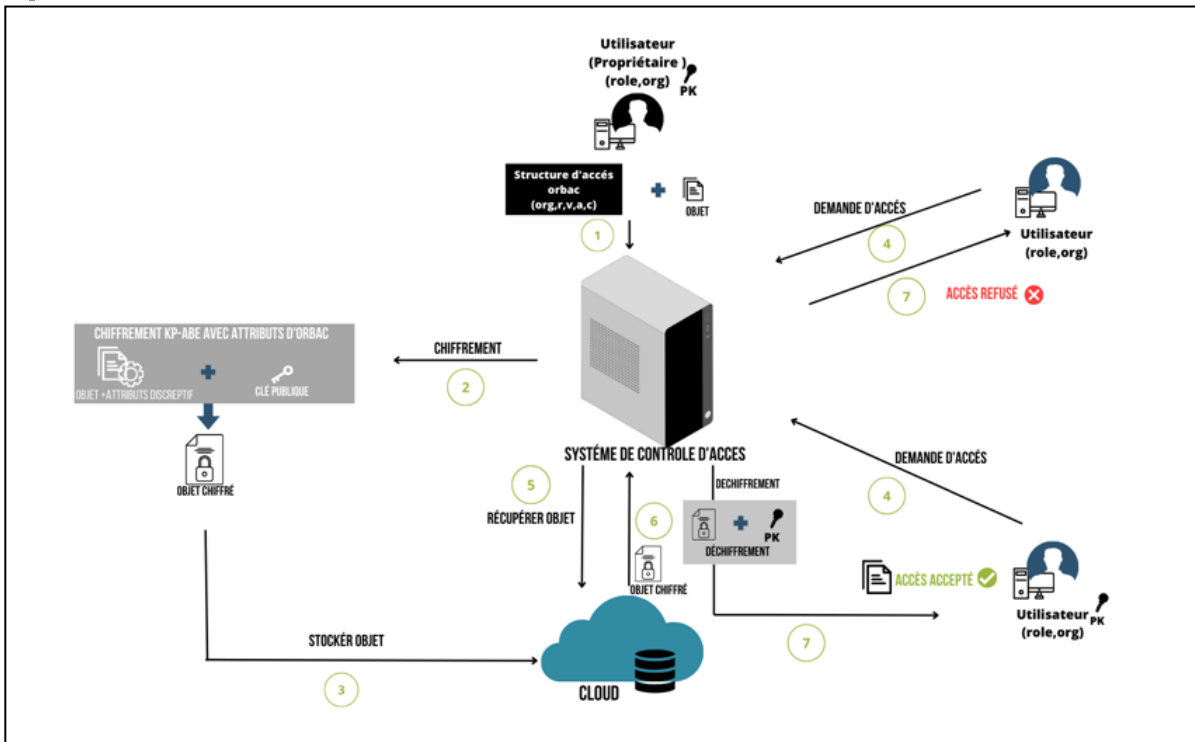 Utilisateur
(Propriétaire )
(role,org)
PK
Structure d'accés
orbac
(org,r,v,a,c)
OBJET
1
DEMANDE D'ACCÉS
4
Utilisateur
(role,org)
7
ACCÈS REFUSÉ
CHIFFREMENT KP-ABE AVEC ATTRIBUTS D'ORBAC
OBJET +ATTRIBUTS DISCREPTIF
CLÉ PUBLIQUE
CHIFFREMENT
2
OBJET CHIFFRÉ
SYSTÉME DE CONTROLE D'ACCES
DEMANDE D'ACCÉS
4
5
RÉCUPÉRER OBJET
6
OBJET CHIFFRÉ
DECHIFFREMENT
PK
DÉCHIFFREMENT
ACCÈS ACCEPTÉ
Utilisateur
(role,org)
PK
7
STOCKÉR OBJET
3
CLOUD